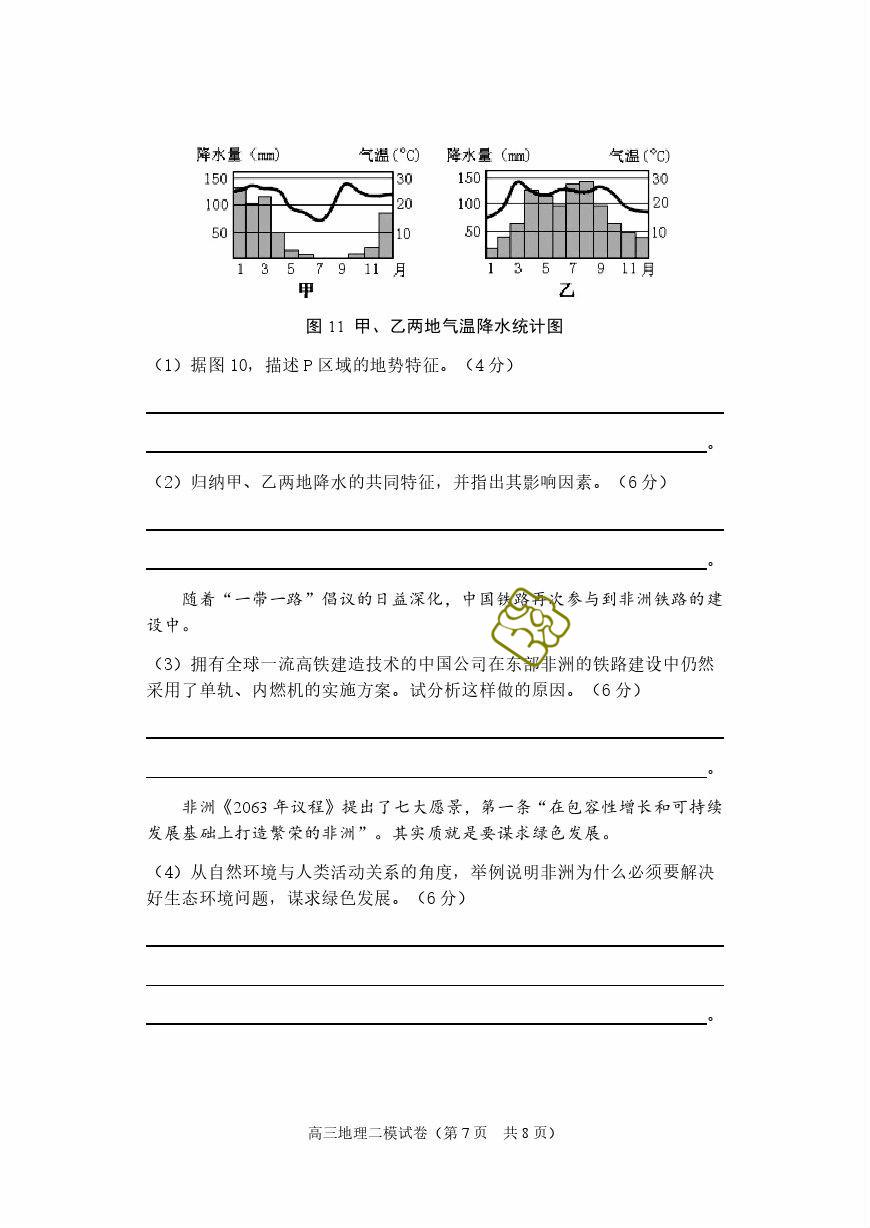 降水量(mm) 气温(°C) 降水量(mm) 气温(°C)
150 30 150 30
100 20 100 20
50 10 50 10
1 3 5 7 9 11 月 1 3 5 7 9 11 月
甲 乙
图 11 甲、乙两地气温降水统计图
（1）据图 10，描述 P 区域的地势特征。（4 分）
。
（2）归纳甲、乙两地降水的共同特征，并指出其影响因素。（6 分）
。
随着“一带一路”倡议的日益深化，中国铁路再次参与到非洲铁路的建
设中。
（3）拥有全球一流高铁建造技术的中国公司在东部非洲的铁路建设中仍然
采用了单轨、内燃机的实施方案。试分析这样做的原因。（6 分）
。
非洲《2063 年议程》提出了七大愿景，第一条“在包容性增长和可持续
发展基础上打造繁荣的非洲”。其实质就是要谋求绿色发展。
（4）从自然环境与人类活动关系的角度，举例说明非洲为什么必须要解决
好生态环境问题，谋求绿色发展。（6 分）
。
高三地理二模试卷（第 7 页 共 8 页）